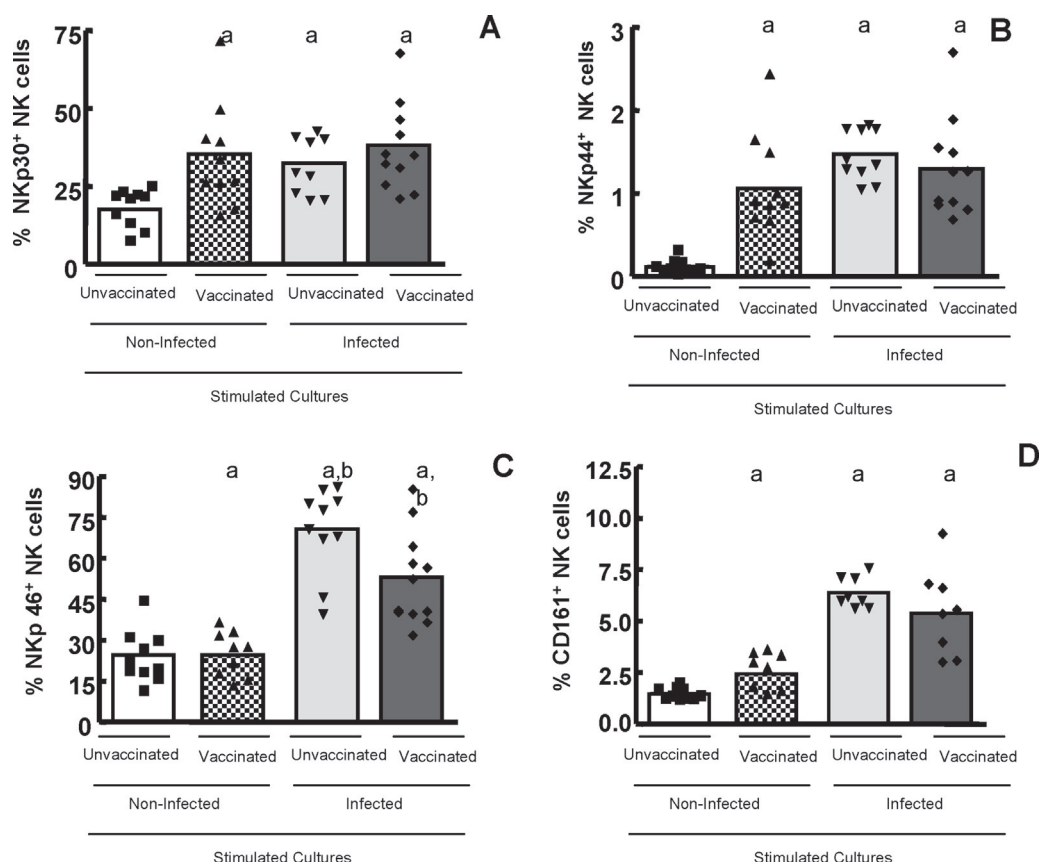 A
% NKp30⁺ NK cells
75
50
25
0
a
a
a
Unvaccinated
Vaccinated
Unvaccinated
Vaccinated
Non-Infected
Infected
Stimulated Cultures
B
% NKp44⁺ NK cells
3
2
1
0
a
a
a
Unvaccinated
Vaccinated
Unvaccinated
Vaccinated
Non-Infected
Infected
Stimulated Cultures
C
% NKp 46⁺ NK cells
90
75
60
45
30
15
0
a
a,b
a,
b
Unvaccinated
Vaccinated
Unvaccinated
Vaccinated
Non-Infected
Infected
Stimulated Cultures
D
% CD161⁺ NK cells
12.5
10.0
7.5
5.0
2.5
0.0
a
a
a
Unvaccinated
Vaccinated
Unvaccinated
Vaccinated
Non-Infected
Infected
Stimulated Cultures